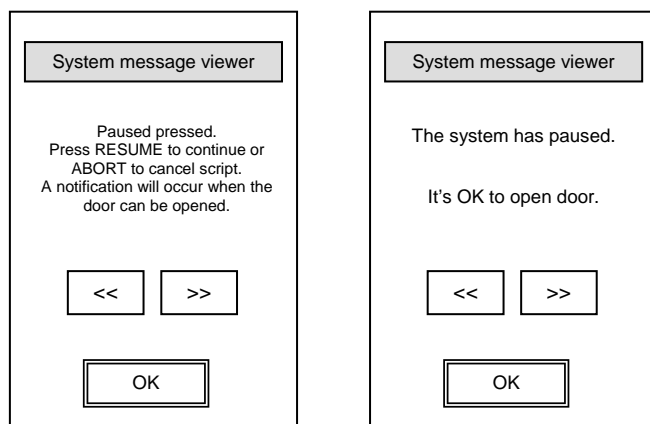 System message viewer
Paused pressed.
Press RESUME to continue or
ABORT to cancel script.
A notification will occur when the
door can be opened.
<< >>
OK
System message viewer
The system has paused.
It's OK to open door.
<< >>
OK